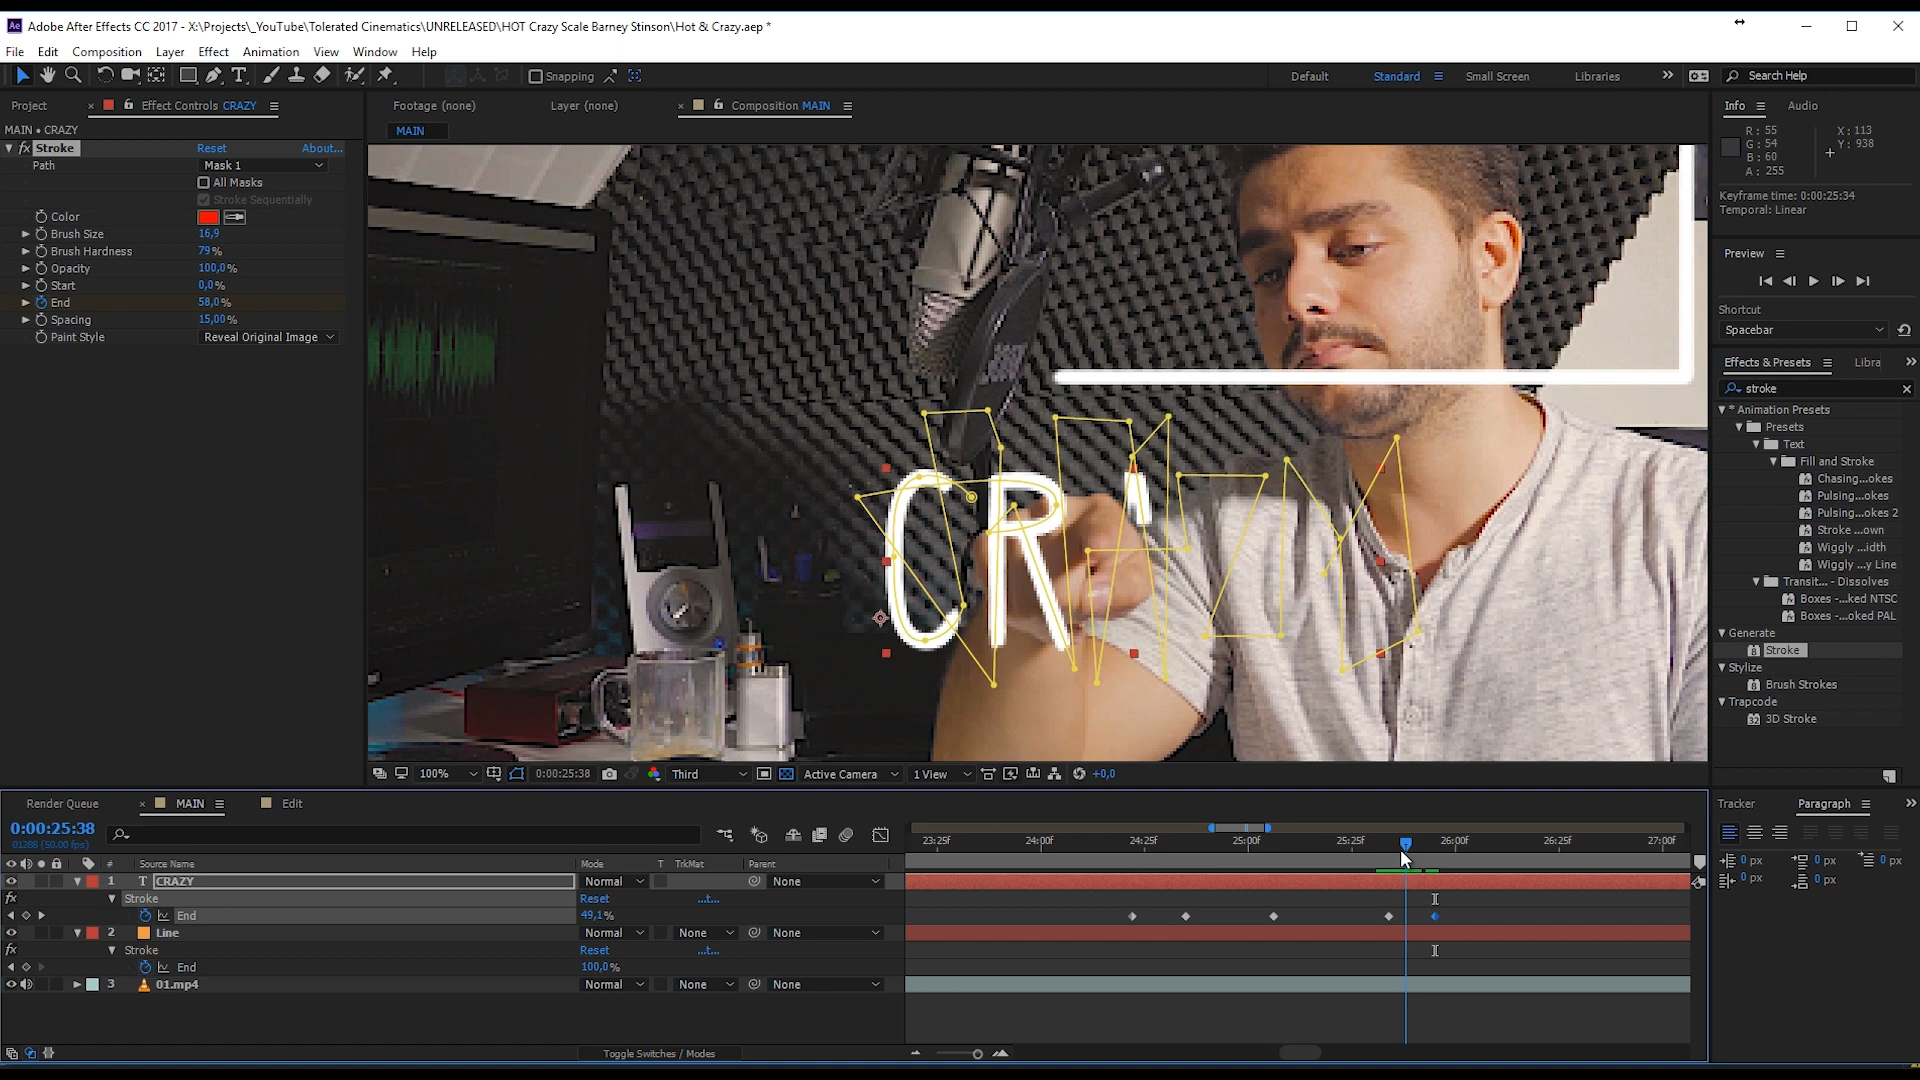 Ae Adobe After Effects CC 2017 - X:\Projects\_YouTube\Tolerated Cinematics\UNRELEASED\HOT Crazy Scale Barney Stinson\Hot & Crazy.aep *
File Edit Composition Layer Effect Animation View Window Help
Snapping Default Standard Small Screen Libraries Search Help
Project Effect Controls CRAZY Footage (none) Layer (none) Composition MAIN Info Audio
MAIN • CRAZY MAIN
R: 55 X: 113
G: 54 Y: 938
B: 60
A: 255
fx Stroke Reset About...
Path Mask 1
All Masks
Stroke Sequentially
Color
Brush Size 16,9
Brush Hardness 79%
Opacity 100,0%
Start 0,0%
End 58,0%
Spacing 15,00%
Paint Style Reveal Original Image
CR
Keyframe time: 0:00:25:34
Temporal: Linear
Preview
Shortcut
Spacebar
Effects & Presets Libra
stroke
* Animation Presets
Presets
Text
Fill and Stroke
Chasing...okes
Pulsing...okes
Pulsing...okes 2
Stroke ...own
Wiggly ...idth
Wiggly ...y Line
Transit... - Dissolves
Boxes -...ked NTSC
Boxes -...oked PAL
Generate
Stroke
Stylize
Brush Strokes
Trapcode
3D Stroke
100% 0:00:25:38 Third Active Camera 1 View +0,0
Render Queue MAIN Edit
Tracker Paragraph
0:00:25:38
01288 (50.00 fps)
23:25f 24:00f 24:25f 25:00f 25:25f 26:00f 26:25f 27:00f
# Source Name Mode T TrkMat Parent
1 T CRAZY Normal None
fx Stroke Reset ...t...
End 49,1%
2 Line Normal None None
fx Stroke Reset ...t...
End 100,0%
3 01.mp4 Normal None None
0 px 0 px 0 px
0 px 0 px
Toggle Switches / Modes